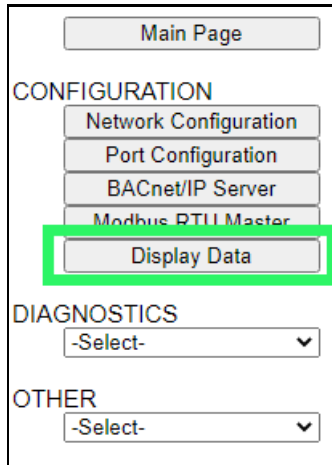 Main Page
CONFIGURATION
Network Configuration
Port Configuration
BACnet/IP Server
Modbus RTU Master
Display Data
DIAGNOSTICS
-Select-
OTHER
-Select-